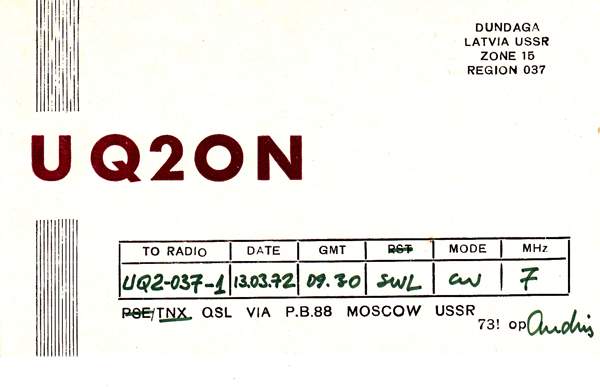 DUNDAGA
LATVIA USSR
ZONE 15
REGION 037
UQ2ON
TO RADIO DATE GMT RST MODE MHz
UQ2-037-1 13.03.72 09.30 SWL CW 7
PSE/TNX QSL VIA P.B.88 MOSCOW USSR
73! op Andris